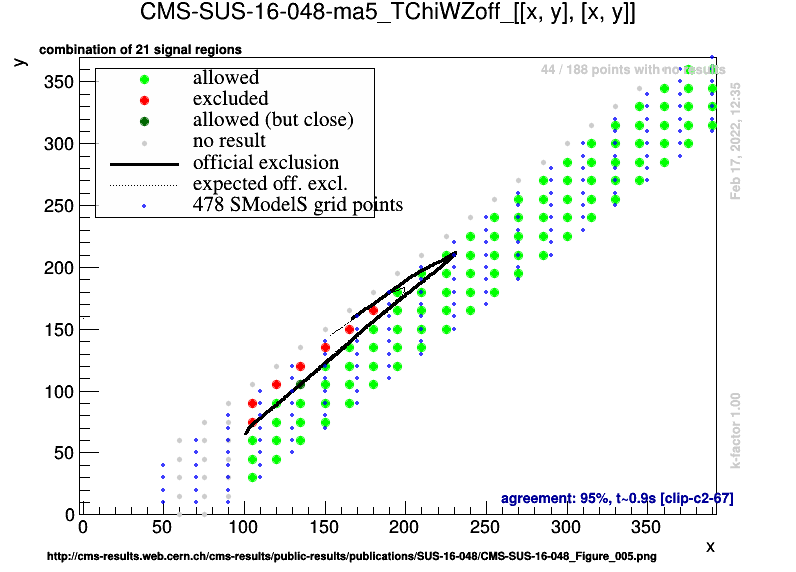 CMS-SUS-16-048-ma5_TChiWZoff_[[x, y], [x, y]]
combination of 21 signal regions
y
44 / 188 points with no results
allowed
excluded
allowed (but close)
no result
official exclusion
expected off. excl.
478 SModelS grid points
350
300
250
200
150
100
50
0
Feb 17, 2022, 12:35
k-factor 1.00
agreement: 95%, t~0.9s [clip-c2-67]
0 50 100 150 200 250 300 350
x
http://cms-results.web.cern.ch/cms-results/public-results/publications/SUS-16-048/CMS-SUS-16-048_Figure_005.png